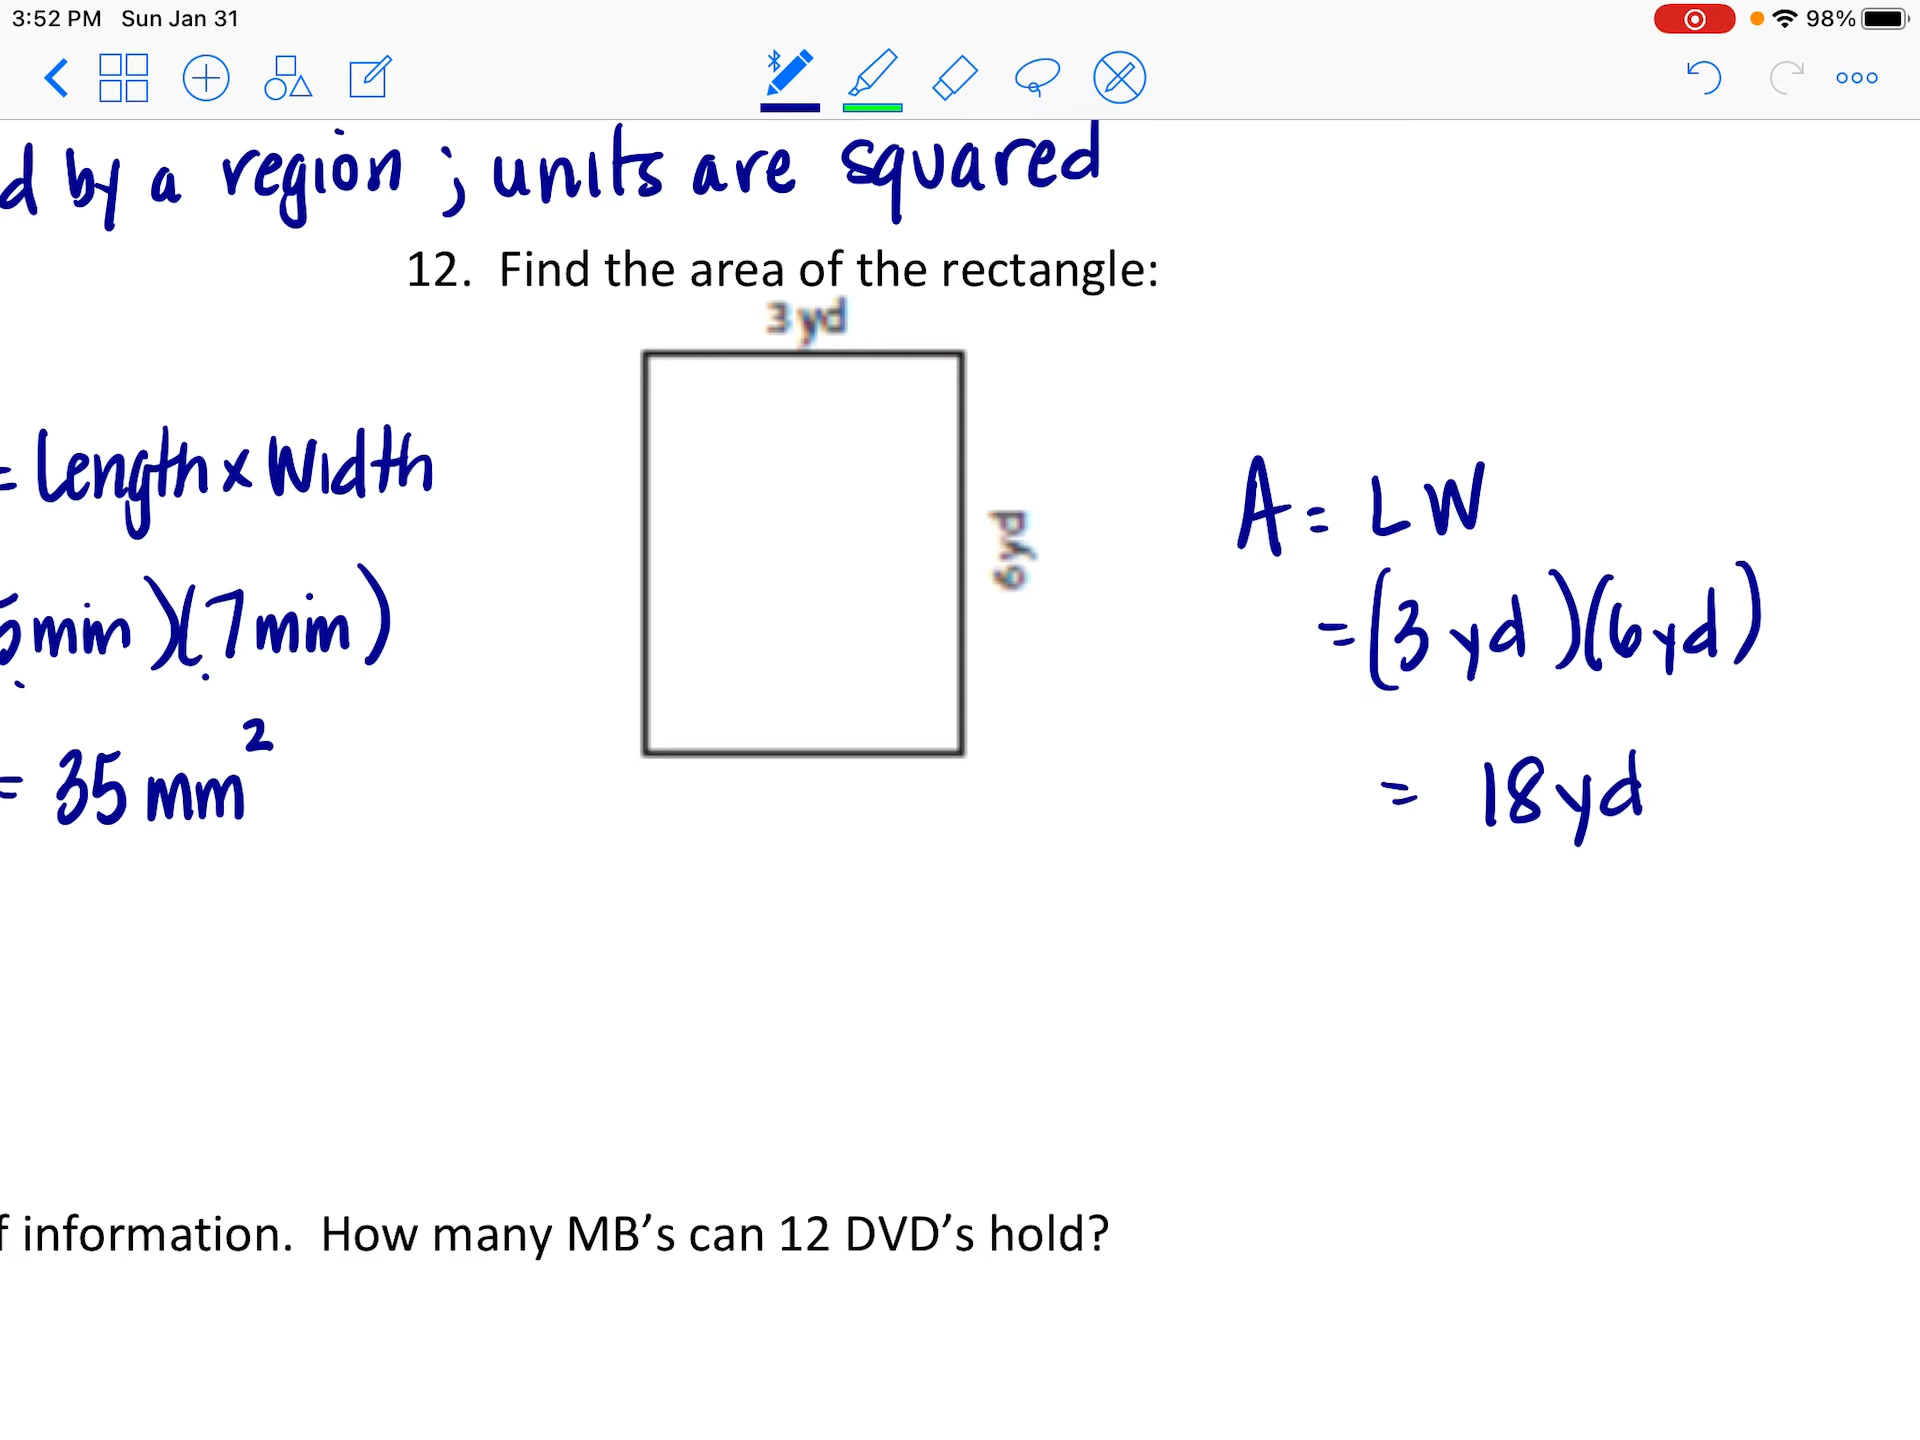 3:52 PM Sun Jan 31
98%
d by a region ; units are squared
12. Find the area of the rectangle:
3 yd
= Length x Width
6 yd
A = LW
5 mm)(7 mm)
= (3 yd)(6 yd)
= 35 mm²
= 18 yd
f information. How many MB’s can 12 DVD’s hold?